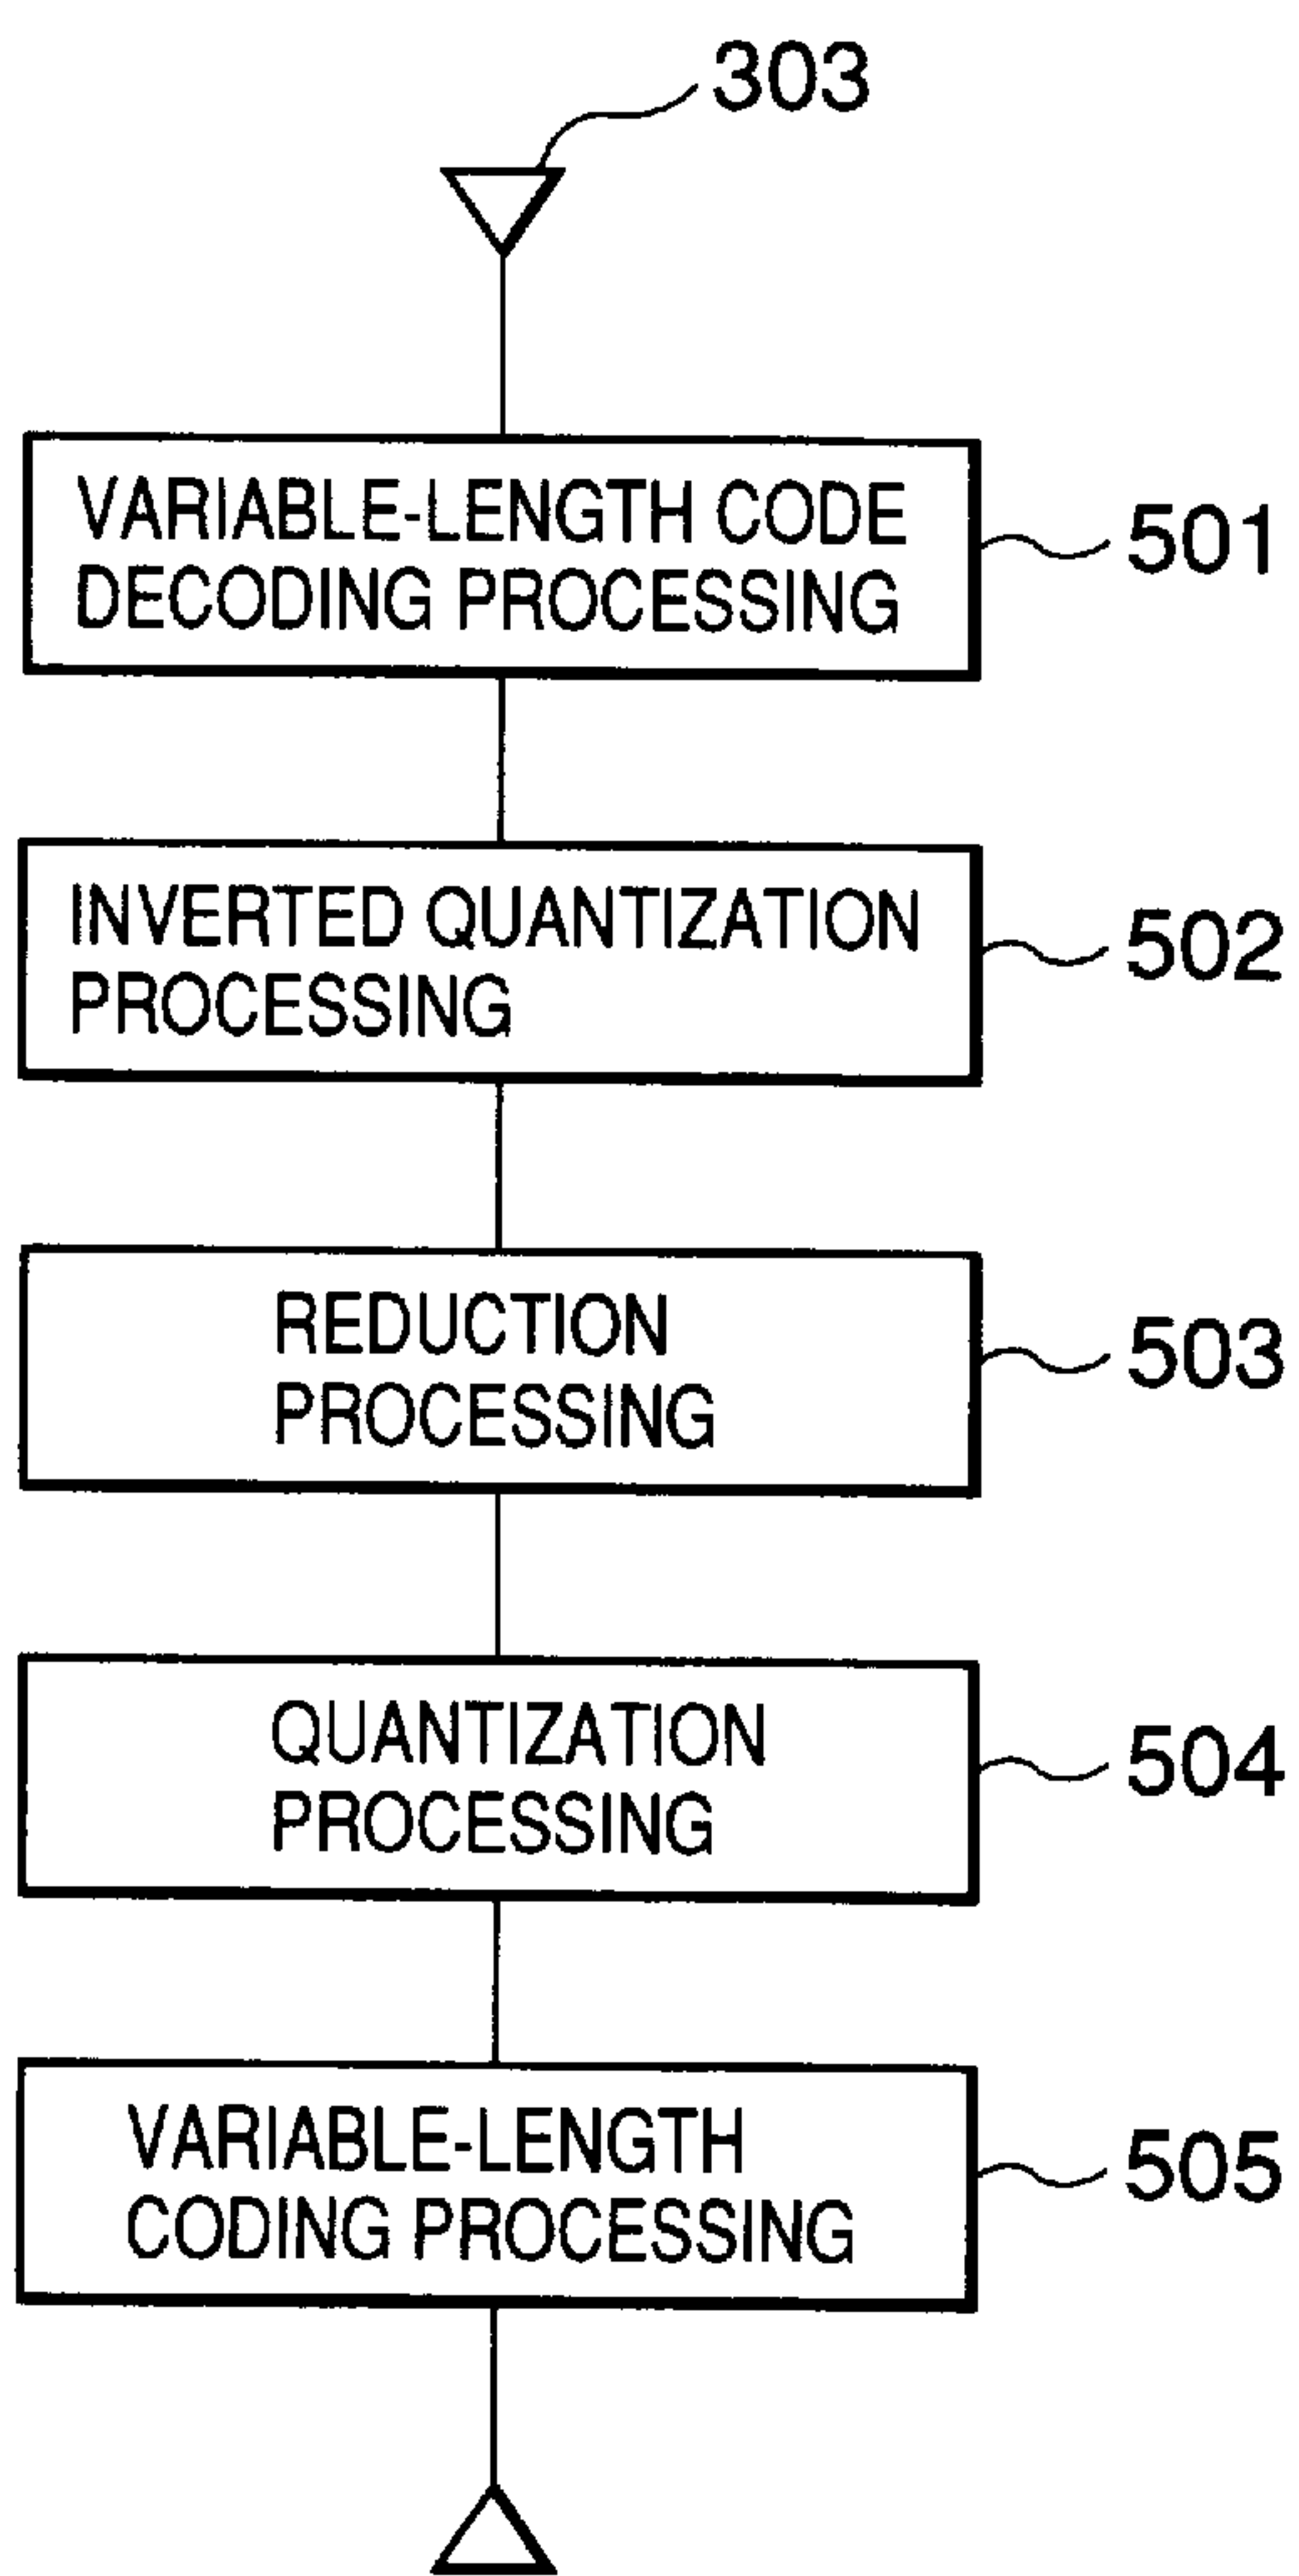 303
VARIABLE-LENGTH CODE
DECODING PROCESSING
501
INVERTED QUANTIZATION
PROCESSING
502
REDUCTION
PROCESSING
503
QUANTIZATION
PROCESSING
504
VARIABLE-LENGTH
CODING PROCESSING
505